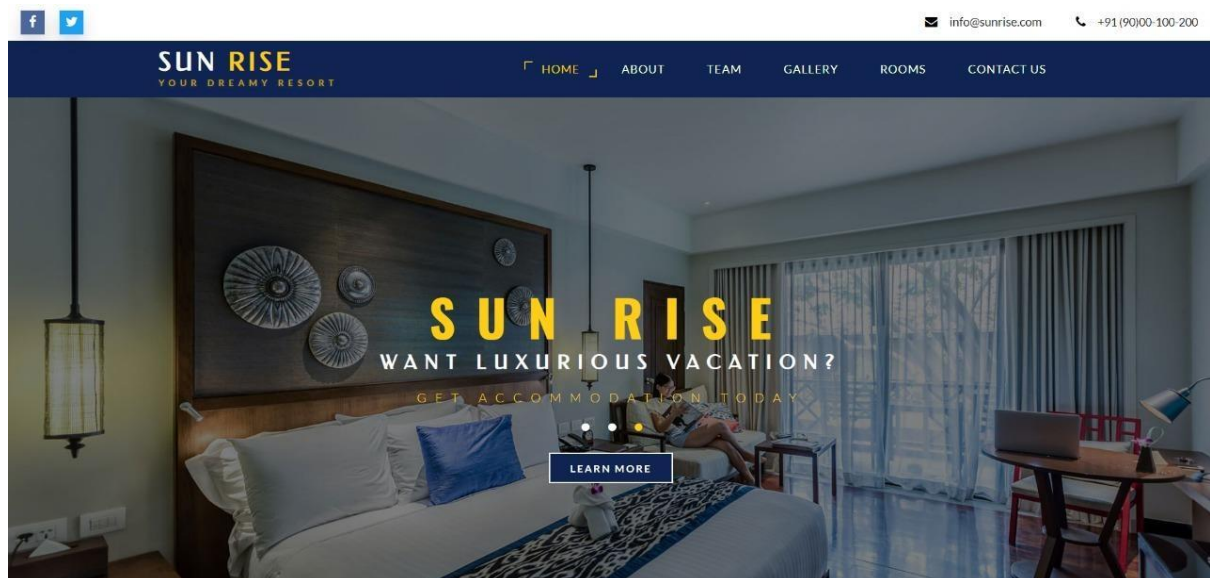 info@sunrise.com +91 (90)00-100-200
SUN RISE
YOUR DREAMY RESORT
HOME ABOUT TEAM GALLERY ROOMS CONTACT US
SUN RISE
WANT LUXURIOUS VACATION?
GET ACCOMMODATION TODAY
LEARN MORE